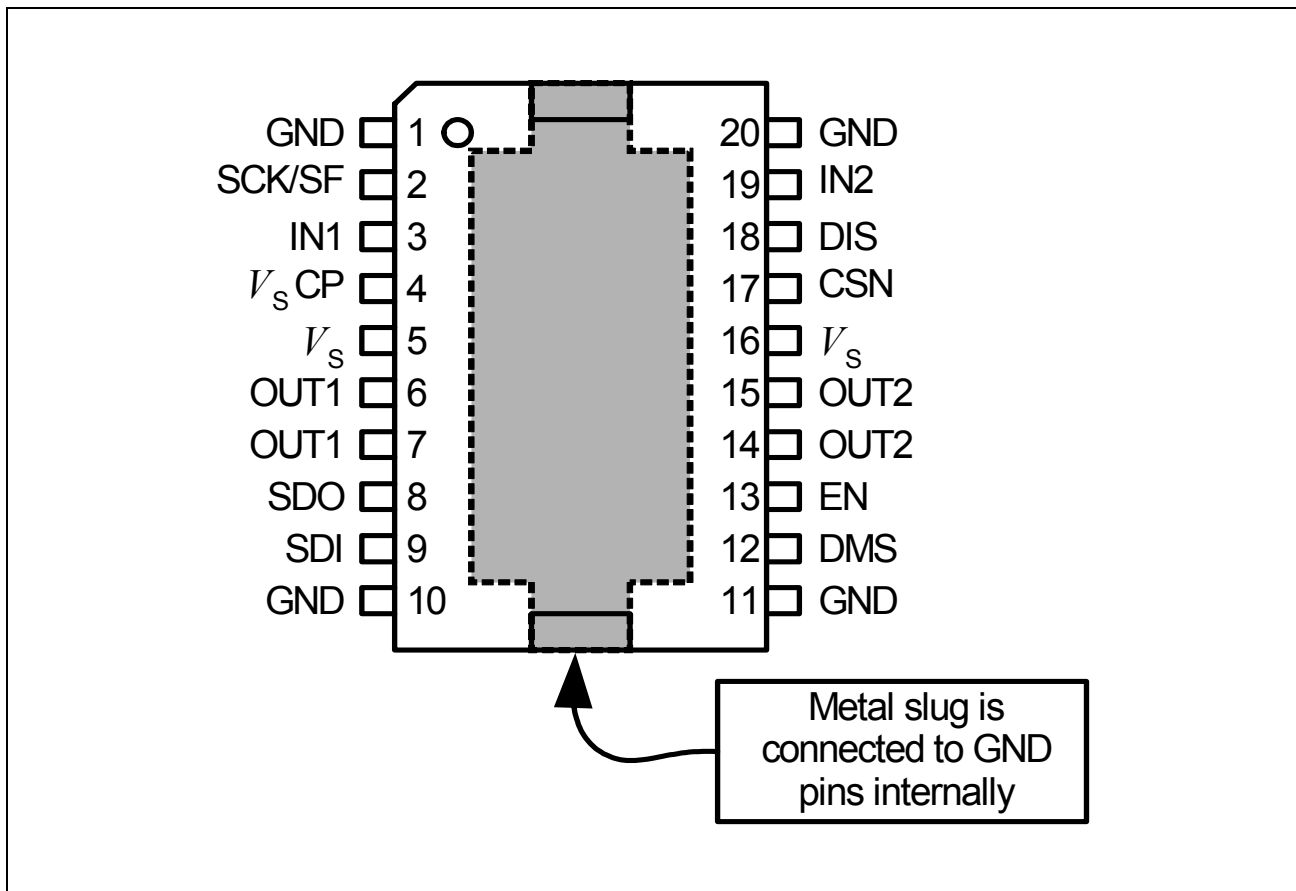 GND 1 20 GND
SCK/SF 2 19 IN2
IN1 3 18 DIS
VS CP 4 17 CSN
VS 5 16 VS
OUT1 6 15 OUT2
OUT1 7 14 OUT2
SDO 8 13 EN
SDI 9 12 DMS
GND 10 11 GND
Metal slug is
connected to GND
pins internally